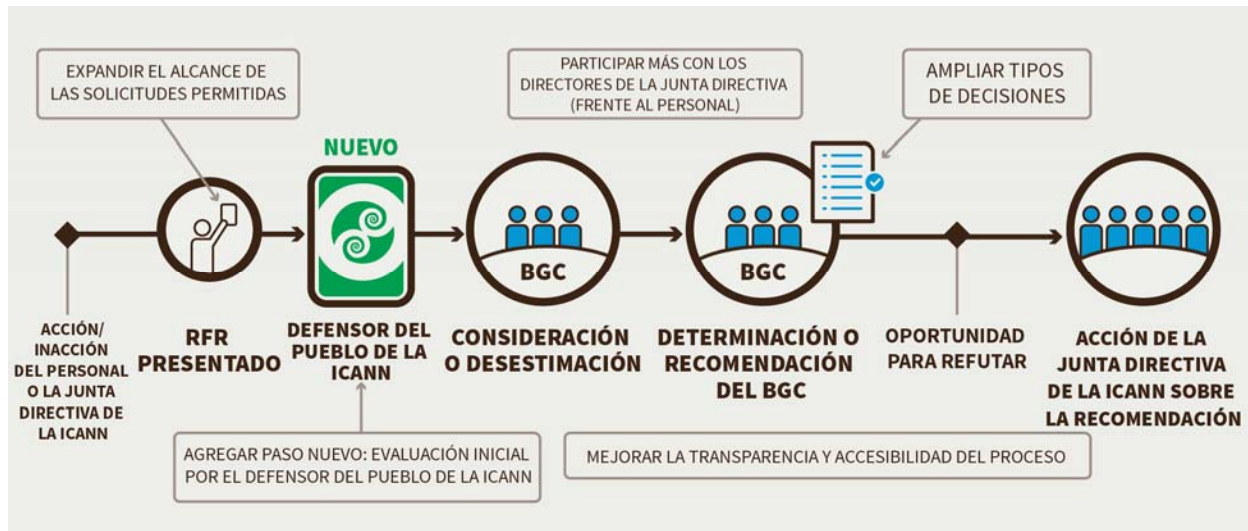 EXPANDIR EL ALCANCE DE
LAS SOLICITUDES PERMITIDAS
PARTICIPAR MÁS CON LOS
DIRECTORES DE LA JUNTA DIRECTIVA
(FRENTE AL PERSONAL)
AMPLIAR TIPOS
DE DECISIONES
NUEVO
BGC
BGC
ACCIÓN/
INACCIÓN
DEL PERSONAL
O LA JUNTA
DIRECTIVA DE
LA ICANN
RFR
PRESENTADO
DEFENSOR DEL
PUEBLO DE LA
ICANN
CONSIDERACIÓN
O DESESTIMACIÓN
DETERMINACIÓN O
RECOMENDACIÓN
DEL BGC
OPORTUNIDAD
PARA REFUTAR
ACCIÓN DE LA
JUNTA DIRECTIVA
DE LA ICANN SOBRE
LA RECOMENDACIÓN
AGREGAR PASO NUEVO: EVALUACIÓN INICIAL
POR EL DEFENSOR DEL PUEBLO DE LA ICANN
MEJORAR LA TRANSPARENCIA Y ACCESIBILIDAD DEL PROCESO